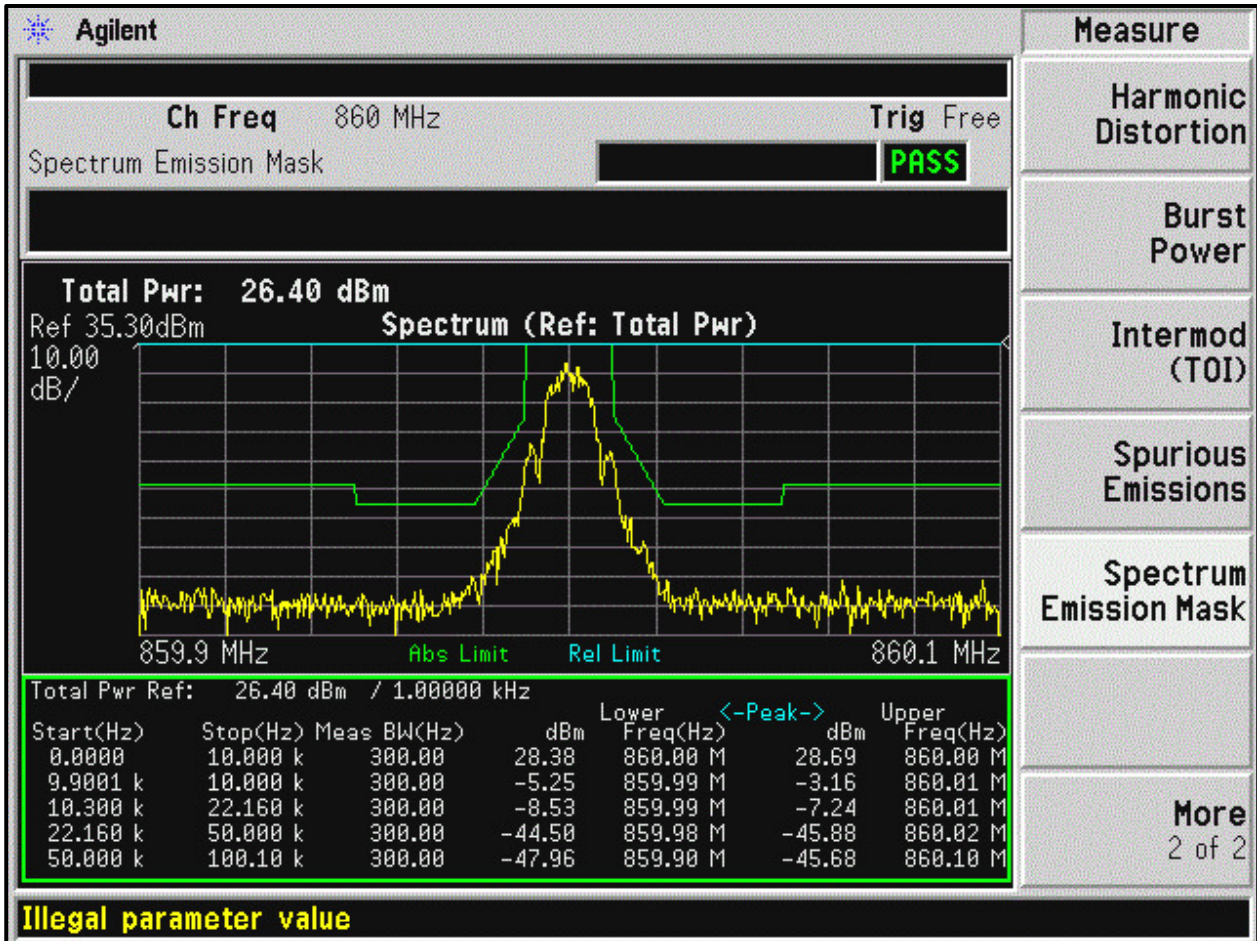 Agilent
Measure
Ch Freq 860 MHz Trig Free
Spectrum Emission Mask PASS
Total Pwr: 26.40 dBm
Ref 35.30dBm Spectrum (Ref: Total Pwr)
10.00
dB/
859.9 MHz Abs Limit Rel Limit 860.1 MHz
Total Pwr Ref: 26.40 dBm / 1.00000 kHz
Lower <-Peak-> Upper
Start(Hz) Stop(Hz) Meas BW(Hz) dBm Freq(Hz) dBm Freq(Hz)
0.0000 10.000 k 300.00 28.38 860.00 M 28.69 860.00 M
9.9001 k 10.000 k 300.00 -5.25 859.99 M -3.16 860.01 M
10.300 k 22.160 k 300.00 -8.53 859.99 M -7.24 860.01 M
22.160 k 50.000 k 300.00 -44.50 859.98 M -45.88 860.02 M
50.000 k 100.10 k 300.00 -47.96 859.90 M -45.68 860.10 M
Illegal parameter value
Harmonic
Distortion
Burst
Power
Intermod
(TOI)
Spurious
Emissions
Spectrum
Emission Mask
More
2 of 2